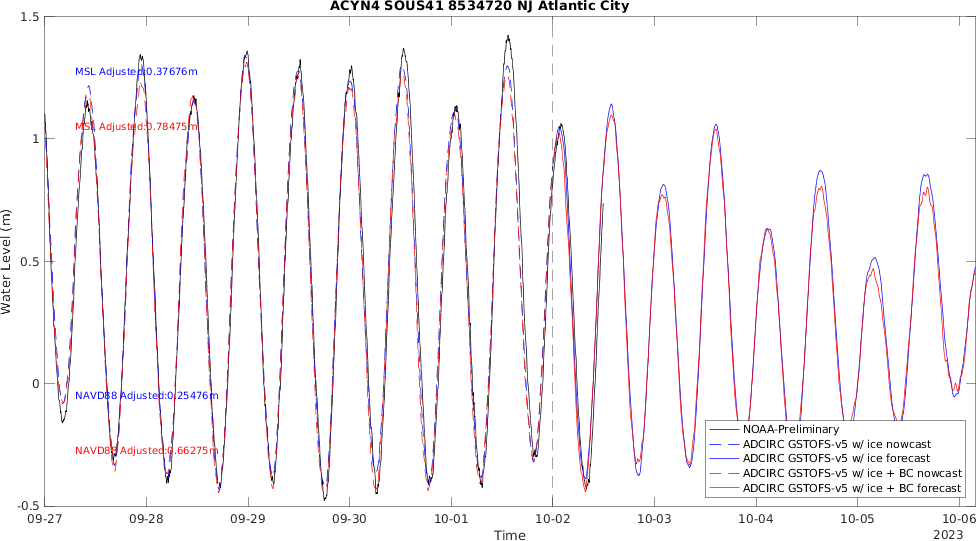 ACYN4 SOUS41 8534720 NJ Atlantic City
Water Level (m)
1.5
1
0.5
0
-0.5
MSL Adjusted:0.37676m
MSL Adjusted:0.78475m
NAVD88 Adjusted:0.25476m
NAVD88 Adjusted:0.66275m
NOAA-Preliminary
ADCIRC GSTOFS-v5 w/ ice nowcast
ADCIRC GSTOFS-v5 w/ ice forecast
ADCIRC GSTOFS-v5 w/ ice + BC nowcast
ADCIRC GSTOFS-v5 w/ ice + BC forecast
09-27 09-28 09-29 09-30 10-01 10-02 10-03 10-04 10-05 10-06
Time
2023